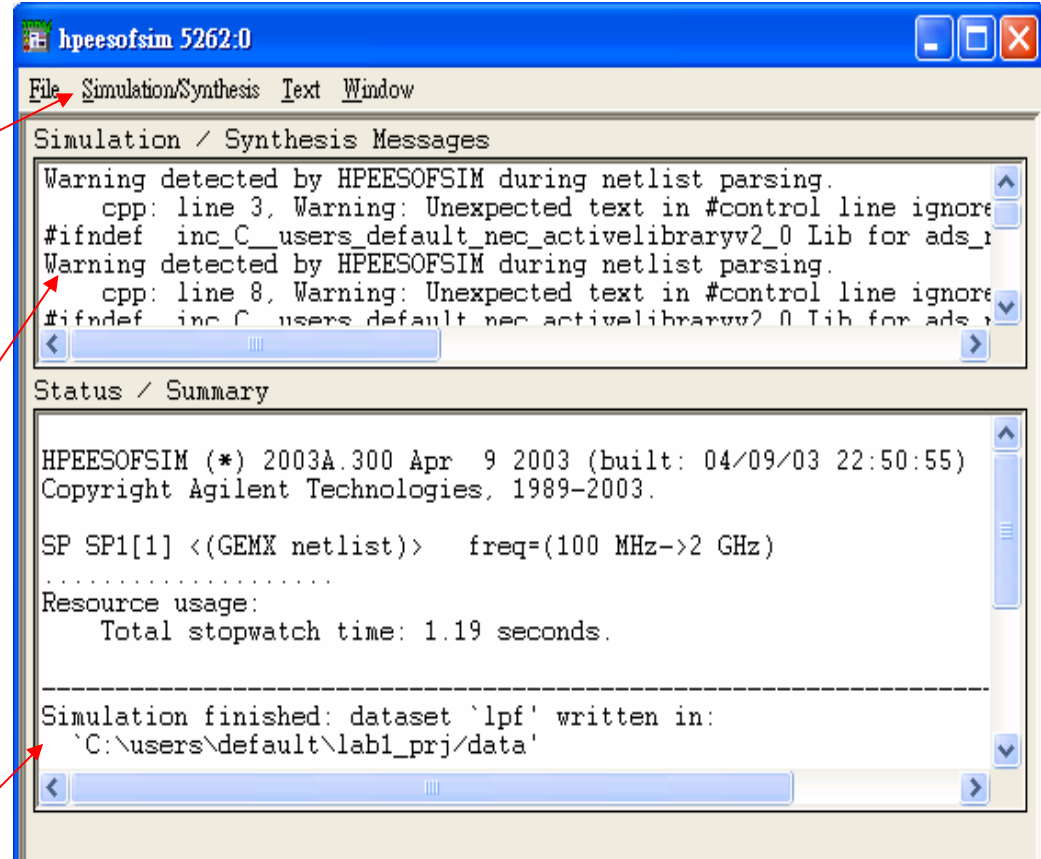 hpeesofsim 5262:0
File Simulation/Synthesis Text Window
Simulation / Synthesis Messages
Warning detected by HPEESOFSIM during netlist parsing.
cpp: line 3, Warning: Unexpected text in #control line ignore
#ifndef inc_C__users_default_nec_activelibraryv2_0 Lib for ads_
Warning detected by HPEESOFSIM during netlist parsing.
cpp: line 8, Warning: Unexpected text in #control line ignore
#ifndef inc_C__users_default_nec_activelibraryv2_0 Lib for ads_
Status / Summary
HPEESOFSIM (*) 2003A.300 Apr 9 2003 (built: 04/09/03 22:50:55)
Copyright Agilent Technologies, 1989-2003.
SP SP1[1] <(GEMX netlist)> freq=(100 MHz->2 GHz)
....................
Resource usage:
Total stopwatch time: 1.19 seconds.
--------------------------------------------------------------
Simulation finished: dataset `lpf' written in:
`C:\users\default\lab1_prj/data'